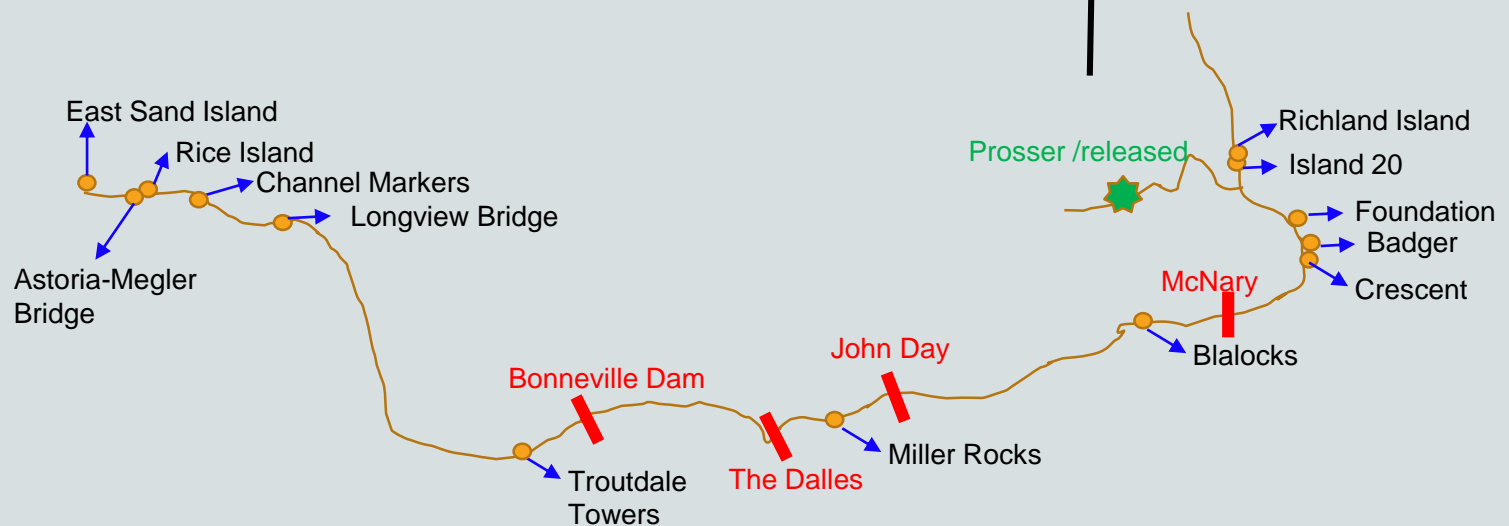 East Sand Island
Rice Island
Channel Markers
Longview Bridge
Astoria-Megler
Bridge
Prosser /released
Richland Island
Island 20
Foundation
Badger
Crescent
McNary
Blalocks
John Day
Bonneville Dam
Miller Rocks
The Dalles
Troutdale
Towers